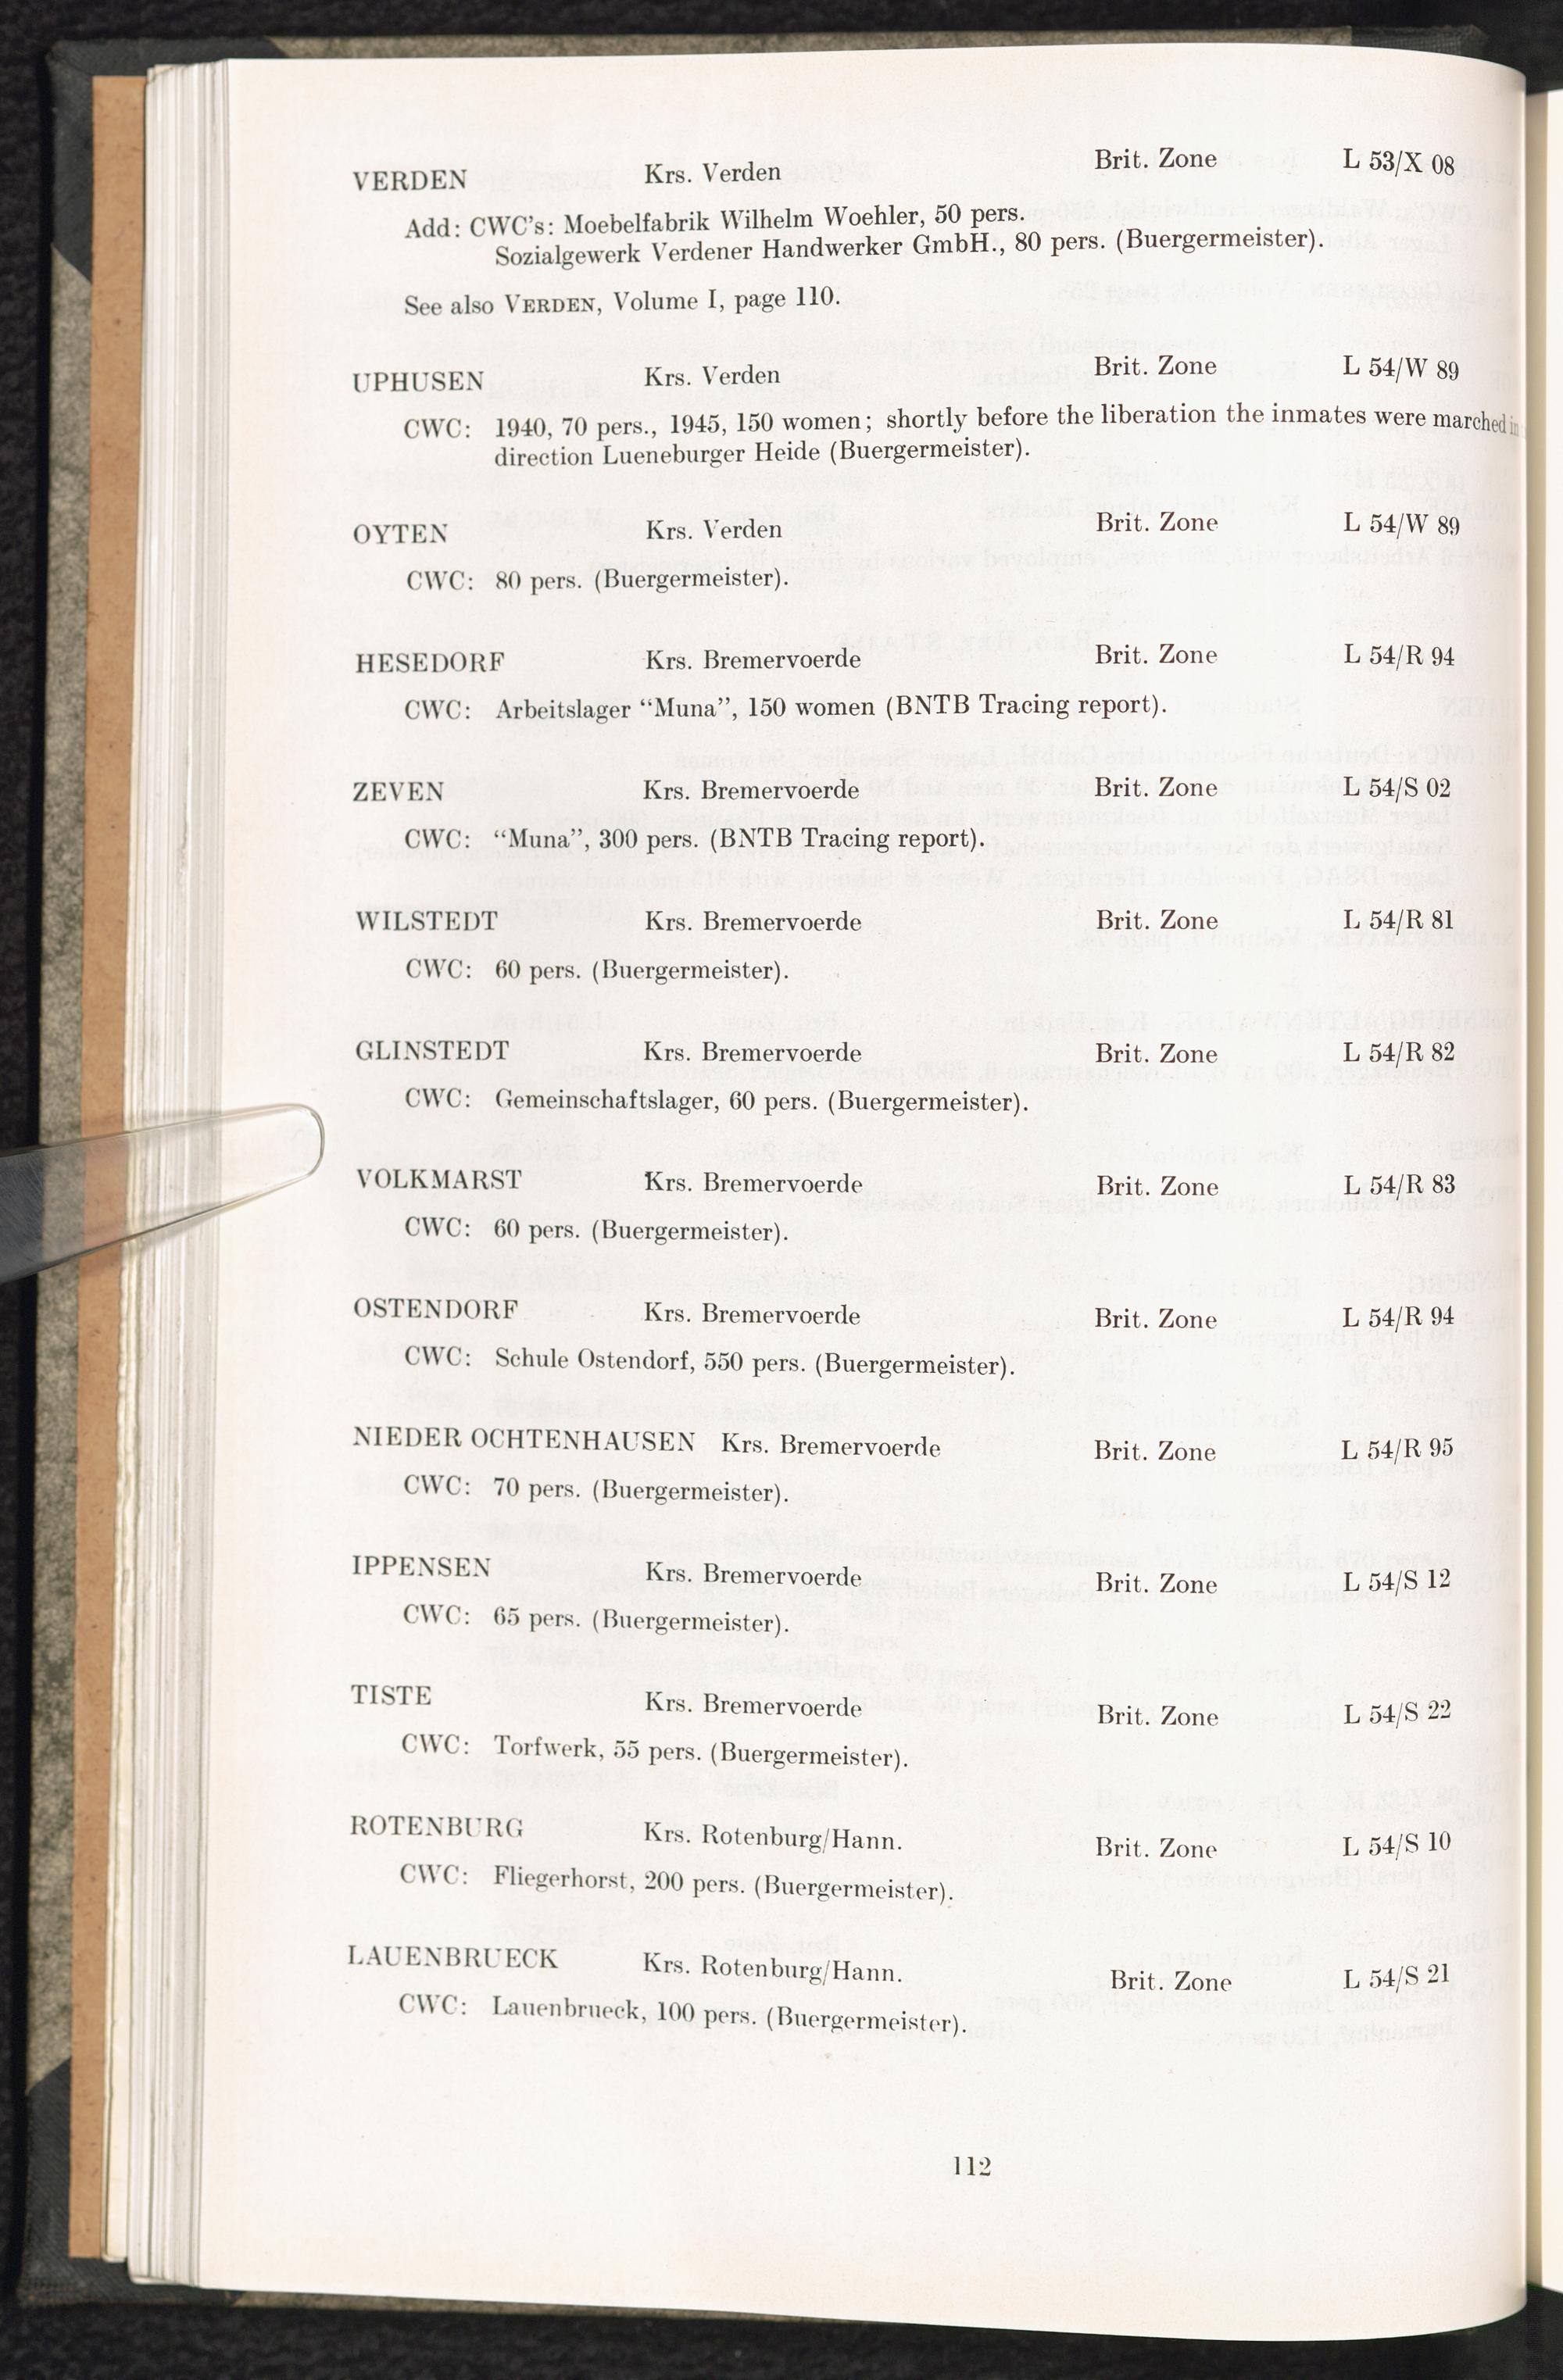 VERDEN Krs. Verden Brit. Zone L 53/X 08
Add: CWC's: Moebelfabrik Wilhelm Woehler, 50 pers.
Sozialgewerk Verdener Handwerker GmbH., 80 pers. (Buergermeister).
See also VERDEN, Volume I, page 110.
UPHUSEN Krs. Verden Brit. Zone L 54/W 89
CWC: 1940, 70 pers., 1945, 150 women; shortly before the liberation the inmates were marched in
direction Lueneburger Heide (Buergermeister).
OYTEN Krs. Verden Brit. Zone L 54/W 89
CWC: 80 pers. (Buergermeister).
HESEDORF Krs. Bremervoerde Brit. Zone L 54/R 94
CWC: Arbeitslager “Muna”, 150 women (BNTB Tracing report).
ZEVEN Krs. Bremervoerde Brit. Zone L 54/S 02
CWC: “Muna”, 300 pers. (BNTB Tracing report).
WILSTEDT Krs. Bremervoerde Brit. Zone L 54/R 81
CWC: 60 pers. (Buergermeister).
GLINSTEDT Krs. Bremervoerde Brit. Zone L 54/R 82
CWC: Gemeinschaftslager, 60 pers. (Buergermeister).
VOLKMARST Krs. Bremervoerde Brit. Zone L 54/R 83
CWC: 60 pers. (Buergermeister).
OSTENDORF Krs. Bremervoerde Brit. Zone L 54/R 94
CWC: Schule Ostendorf, 550 pers. (Buergermeister).
NIEDER OCHTENHAUSEN Krs. Bremervoerde Brit. Zone L 54/R 95
CWC: 70 pers. (Buergermeister).
IPPENSEN Krs. Bremervoerde Brit. Zone L 54/S 12
CWC: 65 pers. (Buergermeister).
TISTE Krs. Bremervoerde Brit. Zone L 54/S 22
CWC: Torfwerk, 55 pers. (Buergermeister).
ROTENBURG Krs. Rotenburg/Hann. Brit. Zone L 54/S 10
CWC: Fliegerhorst, 200 pers. (Buergermeister).
LAUENBRUECK Krs. Rotenburg/Hann. Brit. Zone L 54/S 21
CWC: Lauenbrueck, 100 pers. (Buergermeister).
112